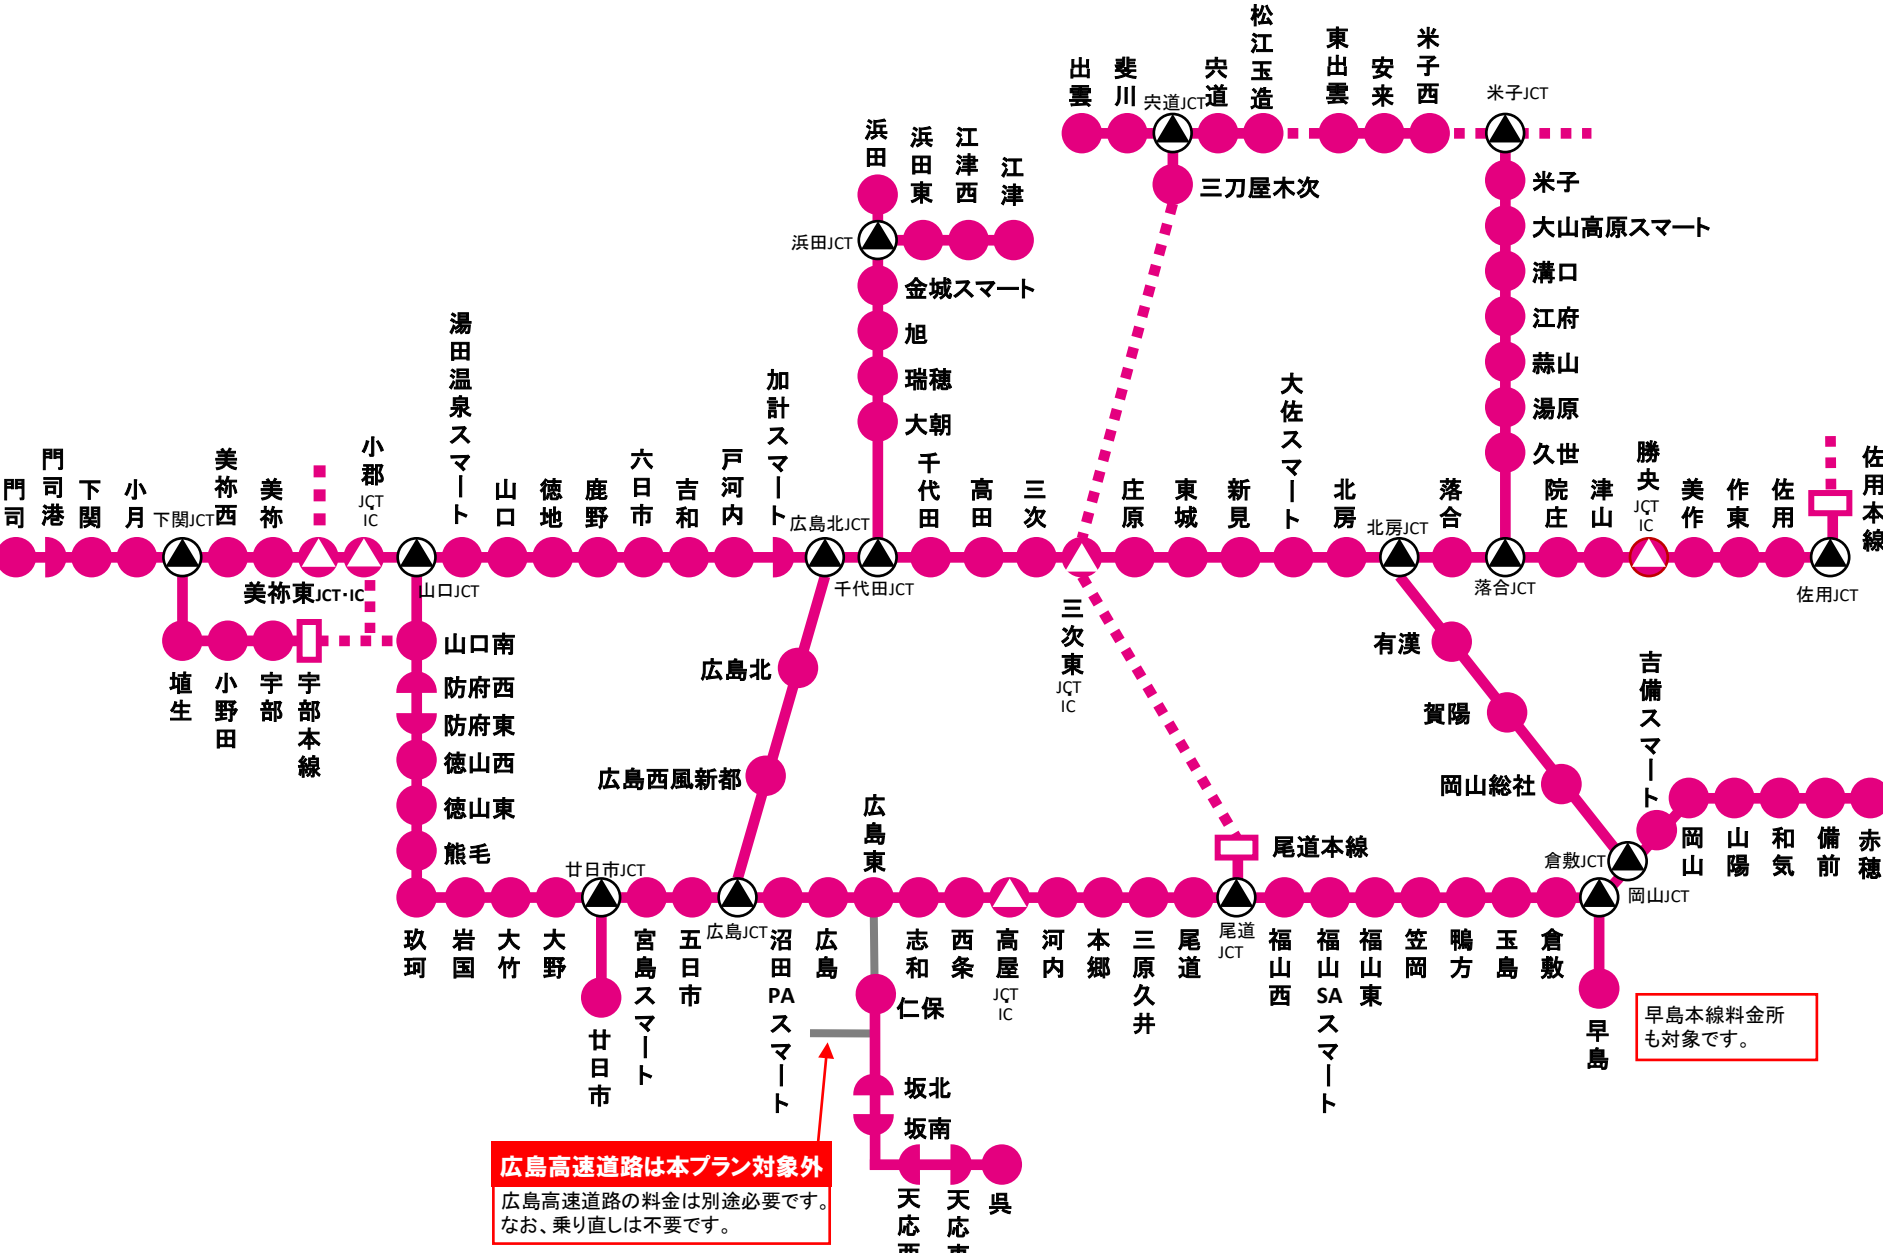 出雲
斐川
宍道JCT
宍道
松江玉造
東出雲
安来
米子西
米子JCT
三刀屋木次
米子
大山高原スマート
溝口
江府
蒜山
湯原
久世
浜田
浜田東
江津西
江津
浜田JCT
金城スマート
旭
瑞穂
大朝
門司
門司港
下関
小月
下関JCT
美祢西
美祢
美祢東JCT・IC
小郡
JCT・IC
山口JCT
湯田温泉スマート
山口
徳地
鹿野
六日市
吉和
戸河内
加計スマート
広島北JCT
千代田JCT
千代田
高田
三次
三次東
JCT・IC
庄原
東城
新見
大佐スマート
北房
北房JCT
落合
落合JCT
院庄
津山
勝央
JCT
IC
美作
作東
佐用
佐用JCT
佐用本線
埴生
小野田
宇部
宇部本線
山口南
防府西
防府東
徳山西
徳山東
熊毛
広島北
広島西風新都
有漢
賀陽
岡山総社
倉敷JCT
岡山JCT
吉備スマート
岡山
山陽
和気
備前
赤穂
玖珂
岩国
大竹
大野
廿日市JCT
廿日市
宮島スマート
五日市
広島JCT
沼田PAスマート
広島
広島東
志和
西条
高屋
JCT・IC
河内
本郷
三原久井
尾道
尾道JCT
尾道本線
福山西
福山SAスマート
福山東
笠岡
鴨方
玉島
倉敷
早島
早島本線料金所
も対象です。
仁保
坂北
坂南
天応西
天応東
呉
広島高速道路は本プラン対象外
広島高速道路の料金は別途必要です。
なお、乗り直しは不要です。